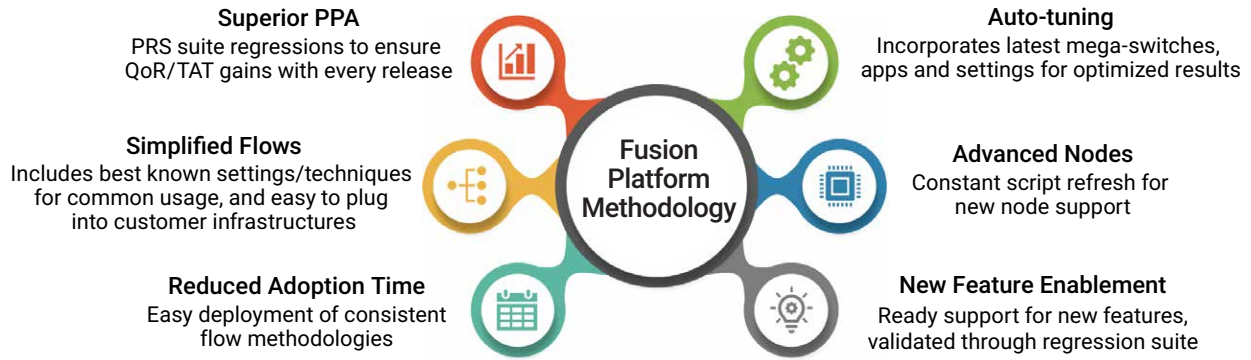 Superior PPA
PRS suite regressions to ensure
QoR/TAT gains with every release
Simplified Flows
Includes best known settings/techniques
for common usage, and easy to plug
into customer infrastructures
Reduced Adoption Time
Easy deployment of consistent
flow methodologies
Fusion
Platform
Methodology
Auto-tuning
Incorporates latest mega-switches,
apps and settings for optimized results
Advanced Nodes
Constant script refresh for
new node support
New Feature Enablement
Ready support for new features,
validated through regression suite